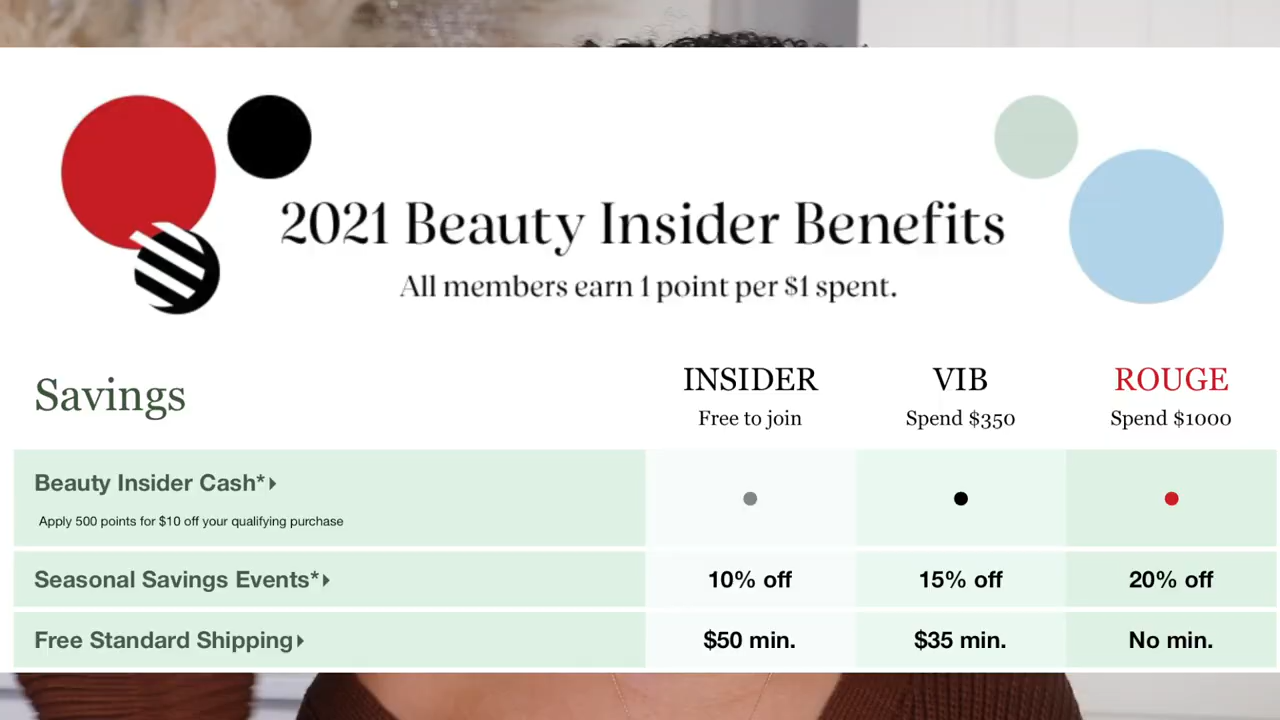 2021 Beauty Insider Benefits
All members earn 1 point per $1 spent.
Savings
INSIDER
Free to join
VIB
Spend $350
ROUGE
Spend $1000
Beauty Insider Cash*
Apply 500 points for $10 off your qualifying purchase
Seasonal Savings Events* 10% off 15% off 20% off
Free Standard Shipping $50 min. $35 min. No min.